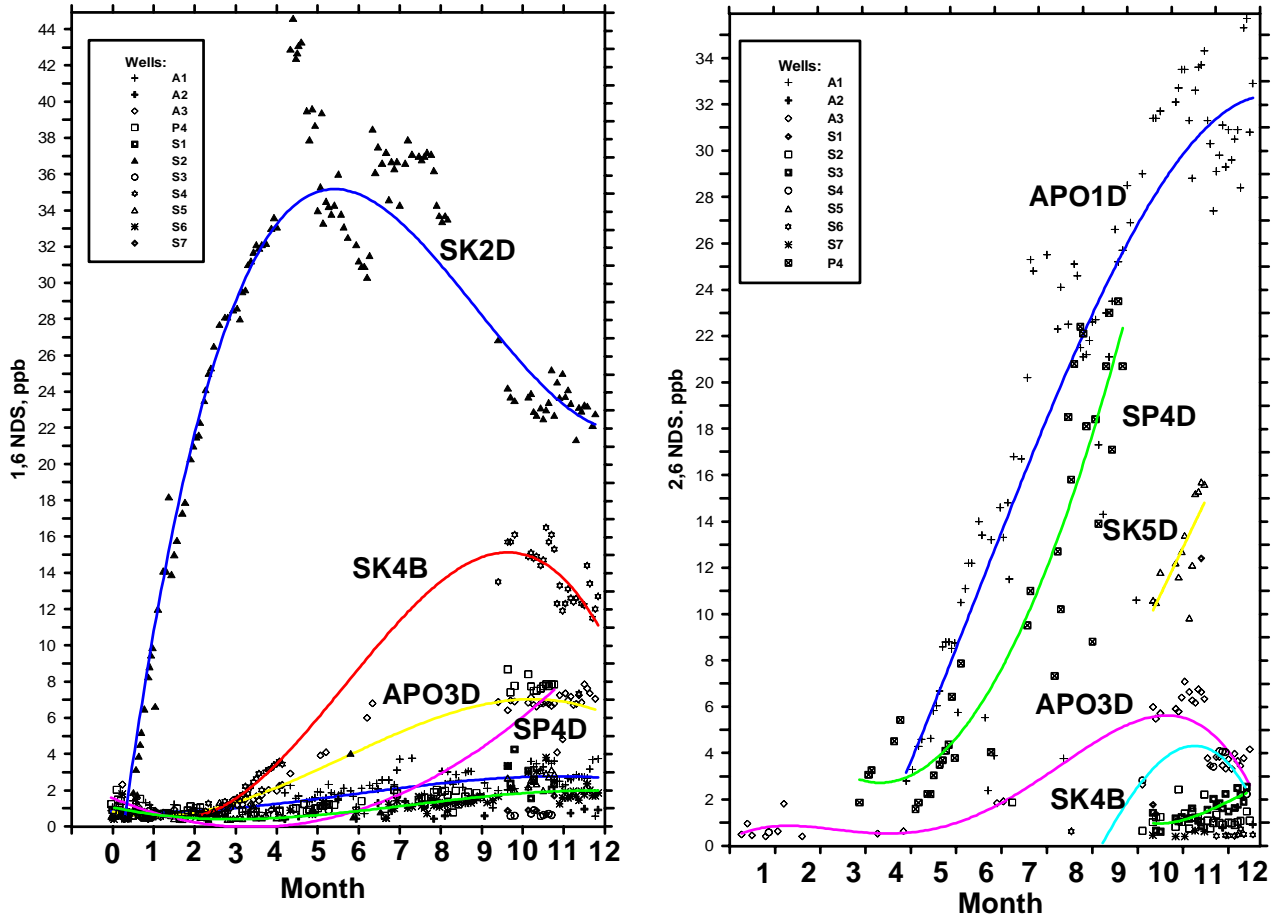 44
42
40
38
36
34
32
30
28
26
24
22
20
18
16
14
12
10
8
6
4
2
0
1,6 NDS, ppb
Wells:
A1
A2
A3
P4
S1
S2
S3
S4
S5
S6
S7
SK2D
SK4B
APO3D
SP4D
0 1 2 3 4 5 6 7 8 9 10 11 12
Month
34
32
30
28
26
24
22
20
18
16
14
12
10
8
6
4
2
0
2,6 NDS. ppb
Wells:
A1
A2
A3
S1
S2
S3
S4
S5
S6
S7
P4
APO1D
SP4D
SK5D
APO3D
SK4B
1 2 3 4 5 6 7 8 9 10 11 12
Month